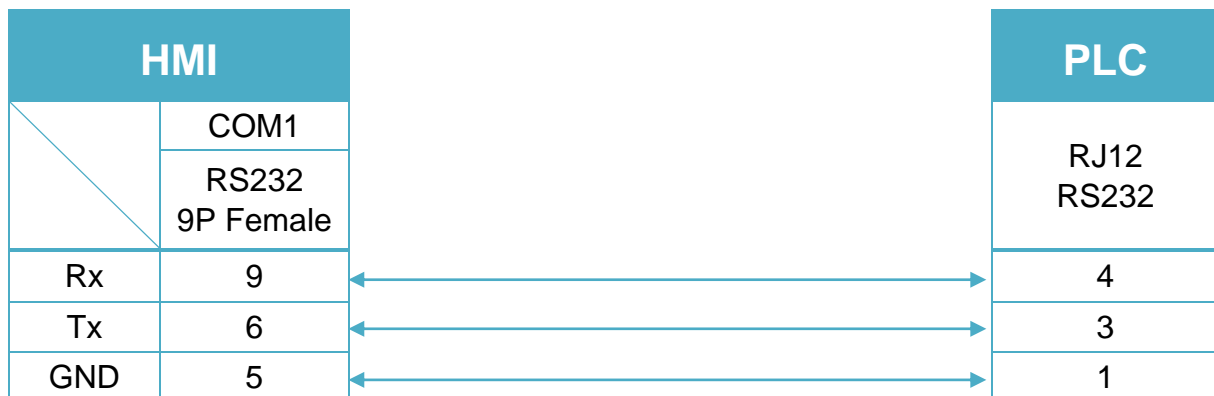 HMI PLC
COM1
RS232
9P Female
RJ12
RS232
Rx 9 4
Tx 6 3
GND 5 1